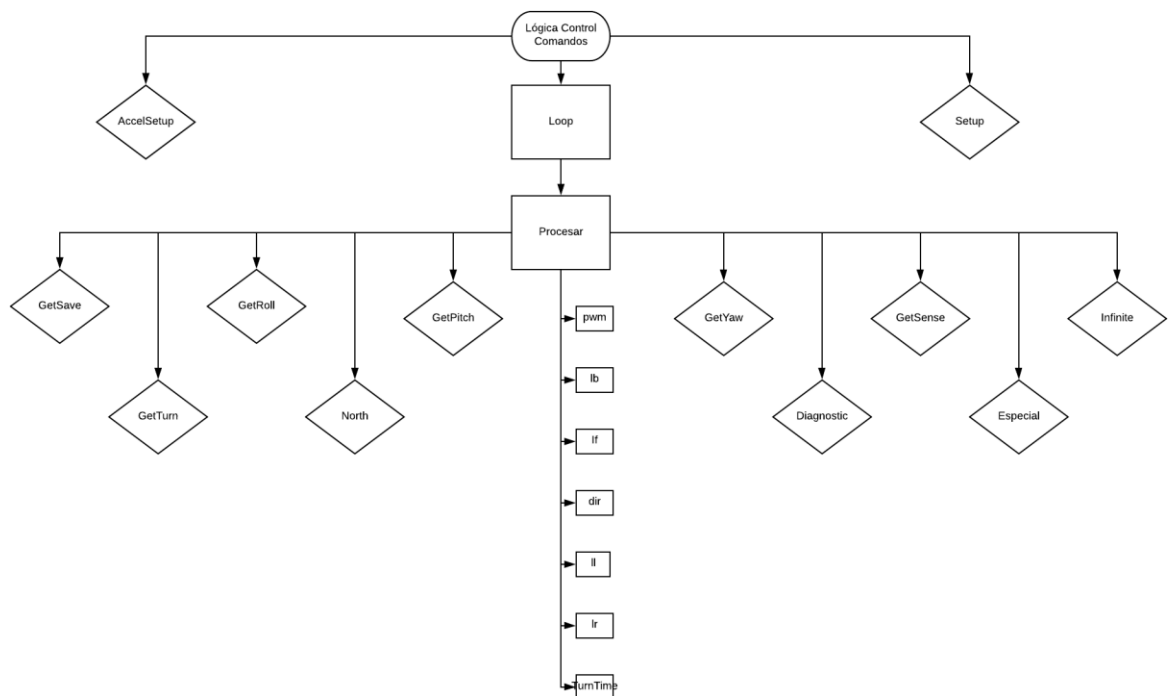 Lógica Control
Comandos
AccelSetup
Loop
Setup
Procesar
GetSave
GetRoll
GetPitch
GetYaw
GetSense
Infinite
GetTurn
North
Diagnostic
Especial
pwm
lb
lf
dir
ll
lr
TurnTime